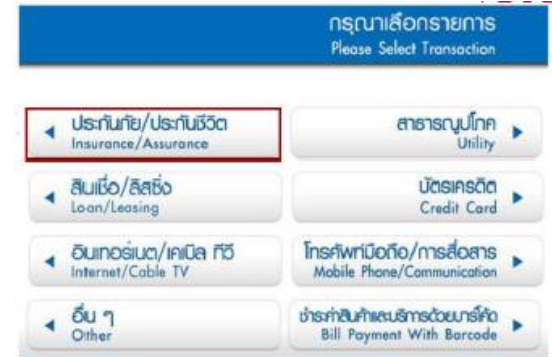 กรุณาเลือกรายการ
Please Select Transaction
ประกันภัย/ประกันชีวิต
Insurance/Assurance
สาธารณูปโภค
Utility
สินเชื่อ/ลีสซิ่ง
Loan/Leasing
บัตรเครดิต
Credit Card
อินเทอร์เนต/เคเบิล ทีวี
Internet/Cable TV
โทรศัพท์มือถือ/การสื่อสาร
Mobile Phone/Communication
อื่น ๆ
Other
ชำระค่าสินค้าและบริการด้วยบาร์โค้ด
Bill Payment With Barcode